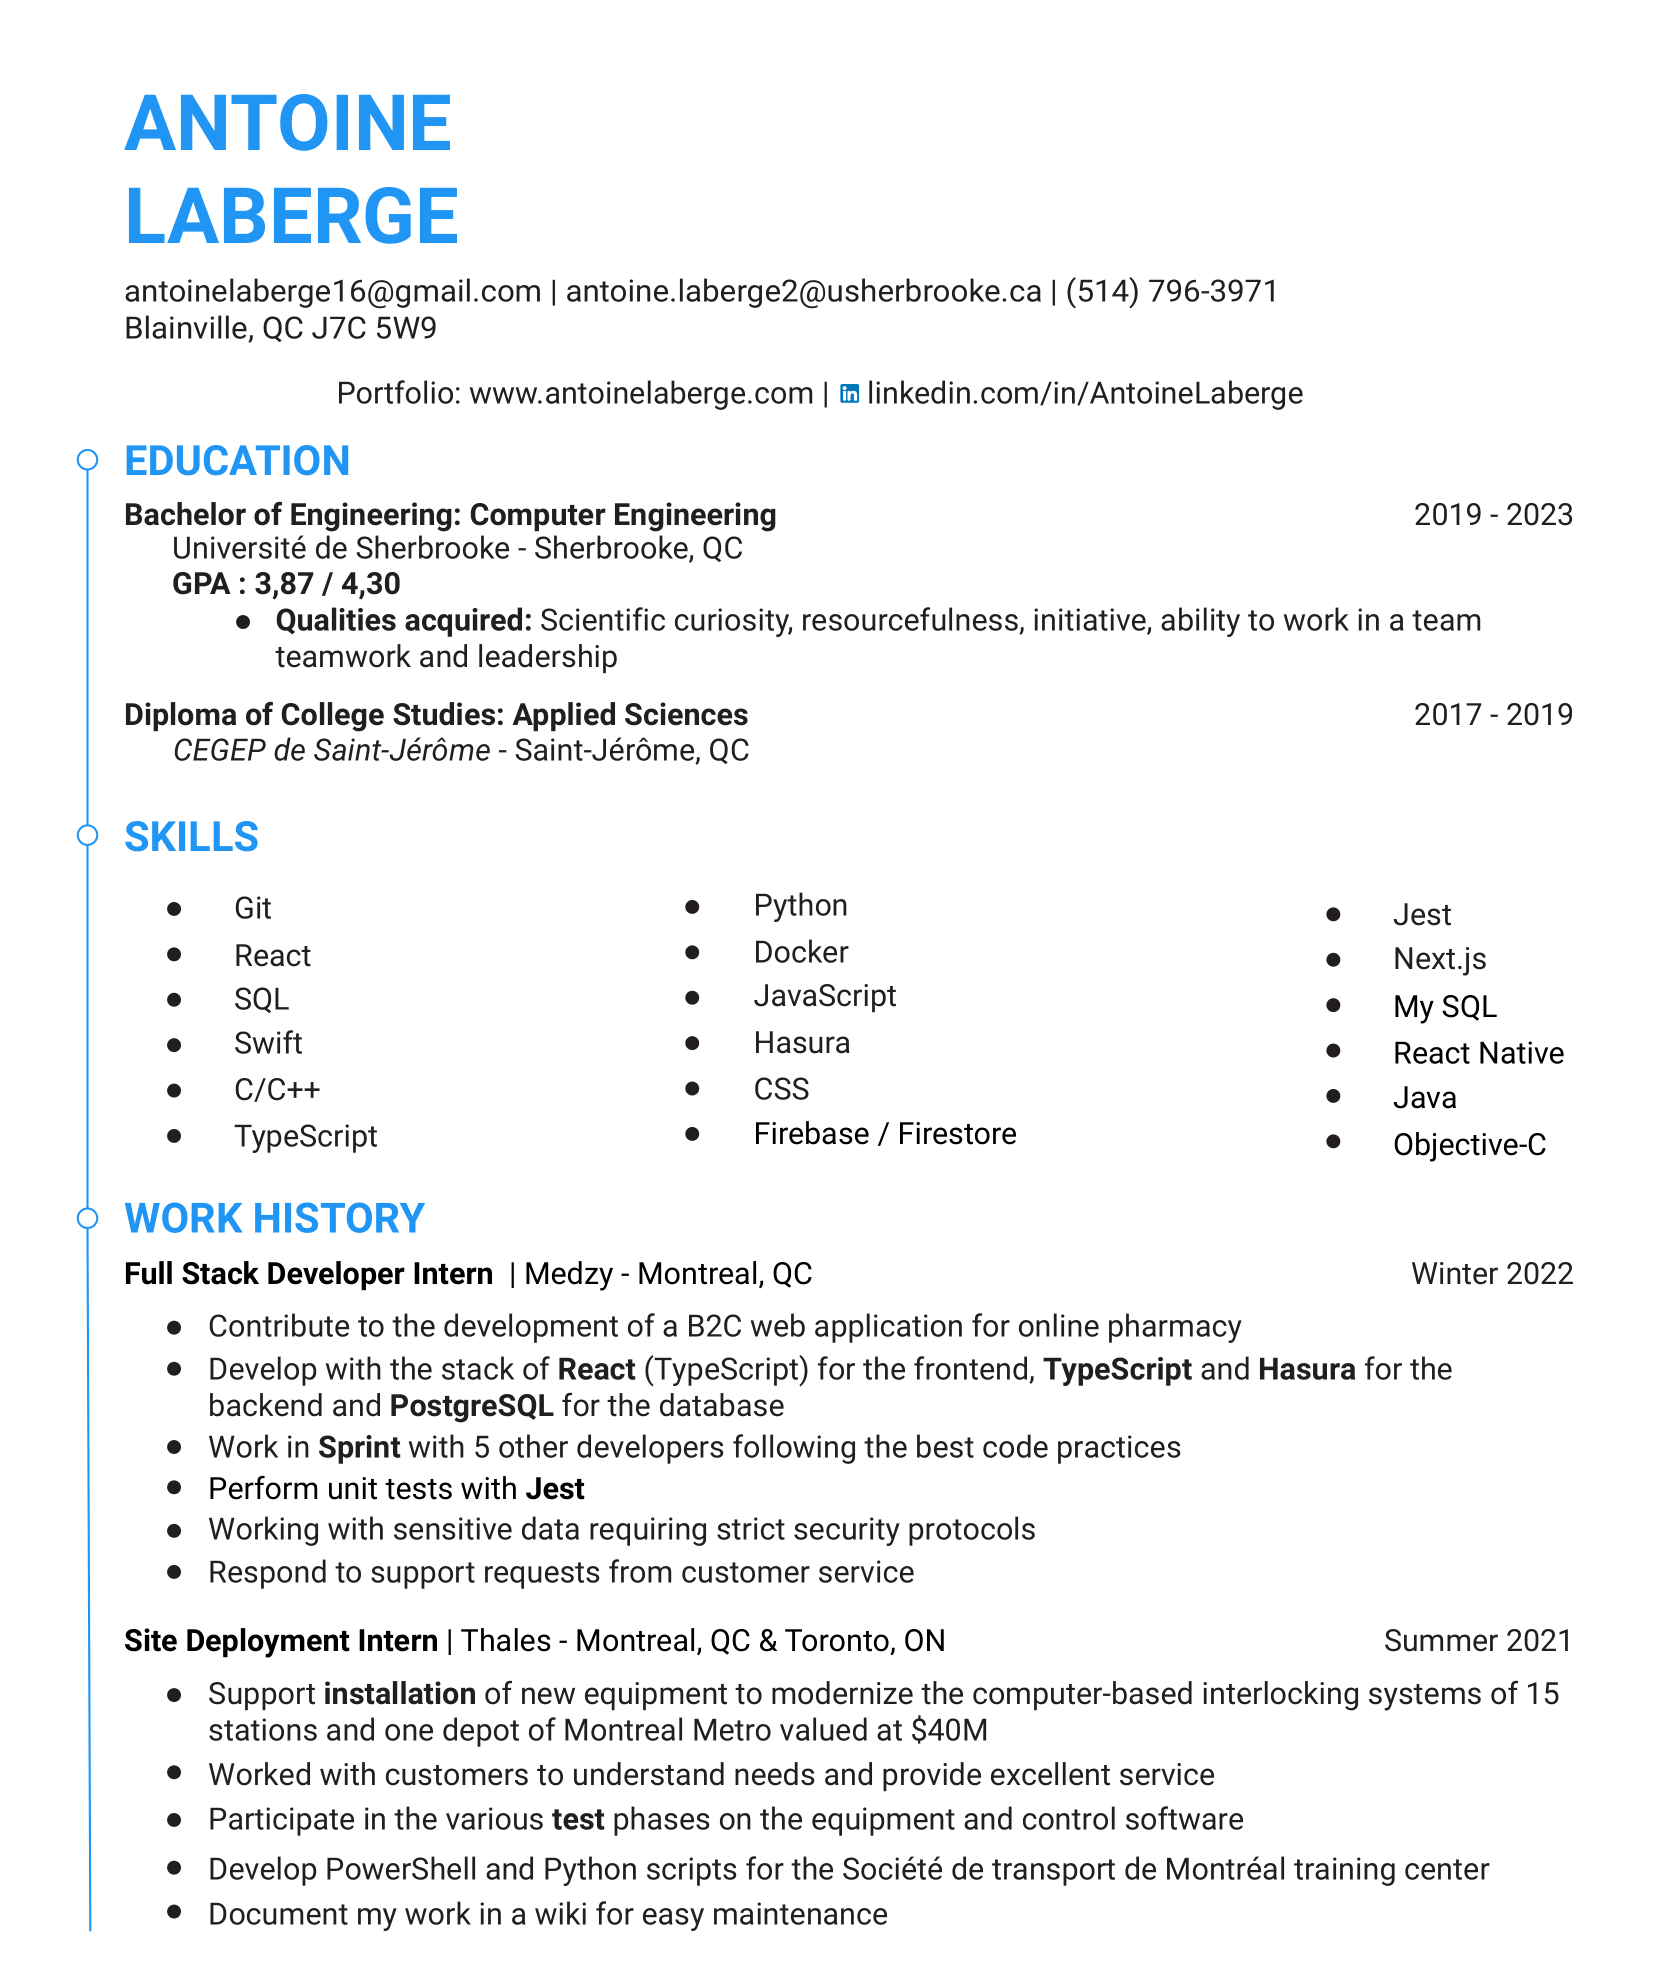 ANTOINE
LABERGE
antoinelaberge16@gmail.com | antoine.laberge2@usherbrooke.ca | (514) 796-3971
Blainville, QC J7C 5W9
Portfolio: www.antoinelaberge.com | in linkedin.com/in/AntoineLaberge
EDUCATION
Bachelor of Engineering: Computer Engineering 2019 - 2023
Université de Sherbrooke - Sherbrooke, QC
GPA : 3,87 / 4,30
● Qualities acquired: Scientific curiosity, resourcefulness, initiative, ability to work in a team
teamwork and leadership
Diploma of College Studies: Applied Sciences 2017 - 2019
CEGEP de Saint-Jérôme - Saint-Jérôme, QC
SKILLS
● Git
● React
● SQL
● Swift
● C/C++
● TypeScript
● Python
● Docker
● JavaScript
● Hasura
● CSS
● Firebase / Firestore
● Jest
● Next.js
● My SQL
● React Native
● Java
● Objective-C
WORK HISTORY
Full Stack Developer Intern | Medzy - Montreal, QC Winter 2022
● Contribute to the development of a B2C web application for online pharmacy
● Develop with the stack of React (TypeScript) for the frontend, TypeScript and Hasura for the
backend and PostgreSQL for the database
● Work in Sprint with 5 other developers following the best code practices
● Perform unit tests with Jest
● Working with sensitive data requiring strict security protocols
● Respond to support requests from customer service
Site Deployment Intern | Thales - Montreal, QC & Toronto, ON Summer 2021
● Support installation of new equipment to modernize the computer-based interlocking systems of 15
stations and one depot of Montreal Metro valued at $40M
● Worked with customers to understand needs and provide excellent service
● Participate in the various test phases on the equipment and control software
● Develop PowerShell and Python scripts for the Société de transport de Montréal training center
● Document my work in a wiki for easy maintenance